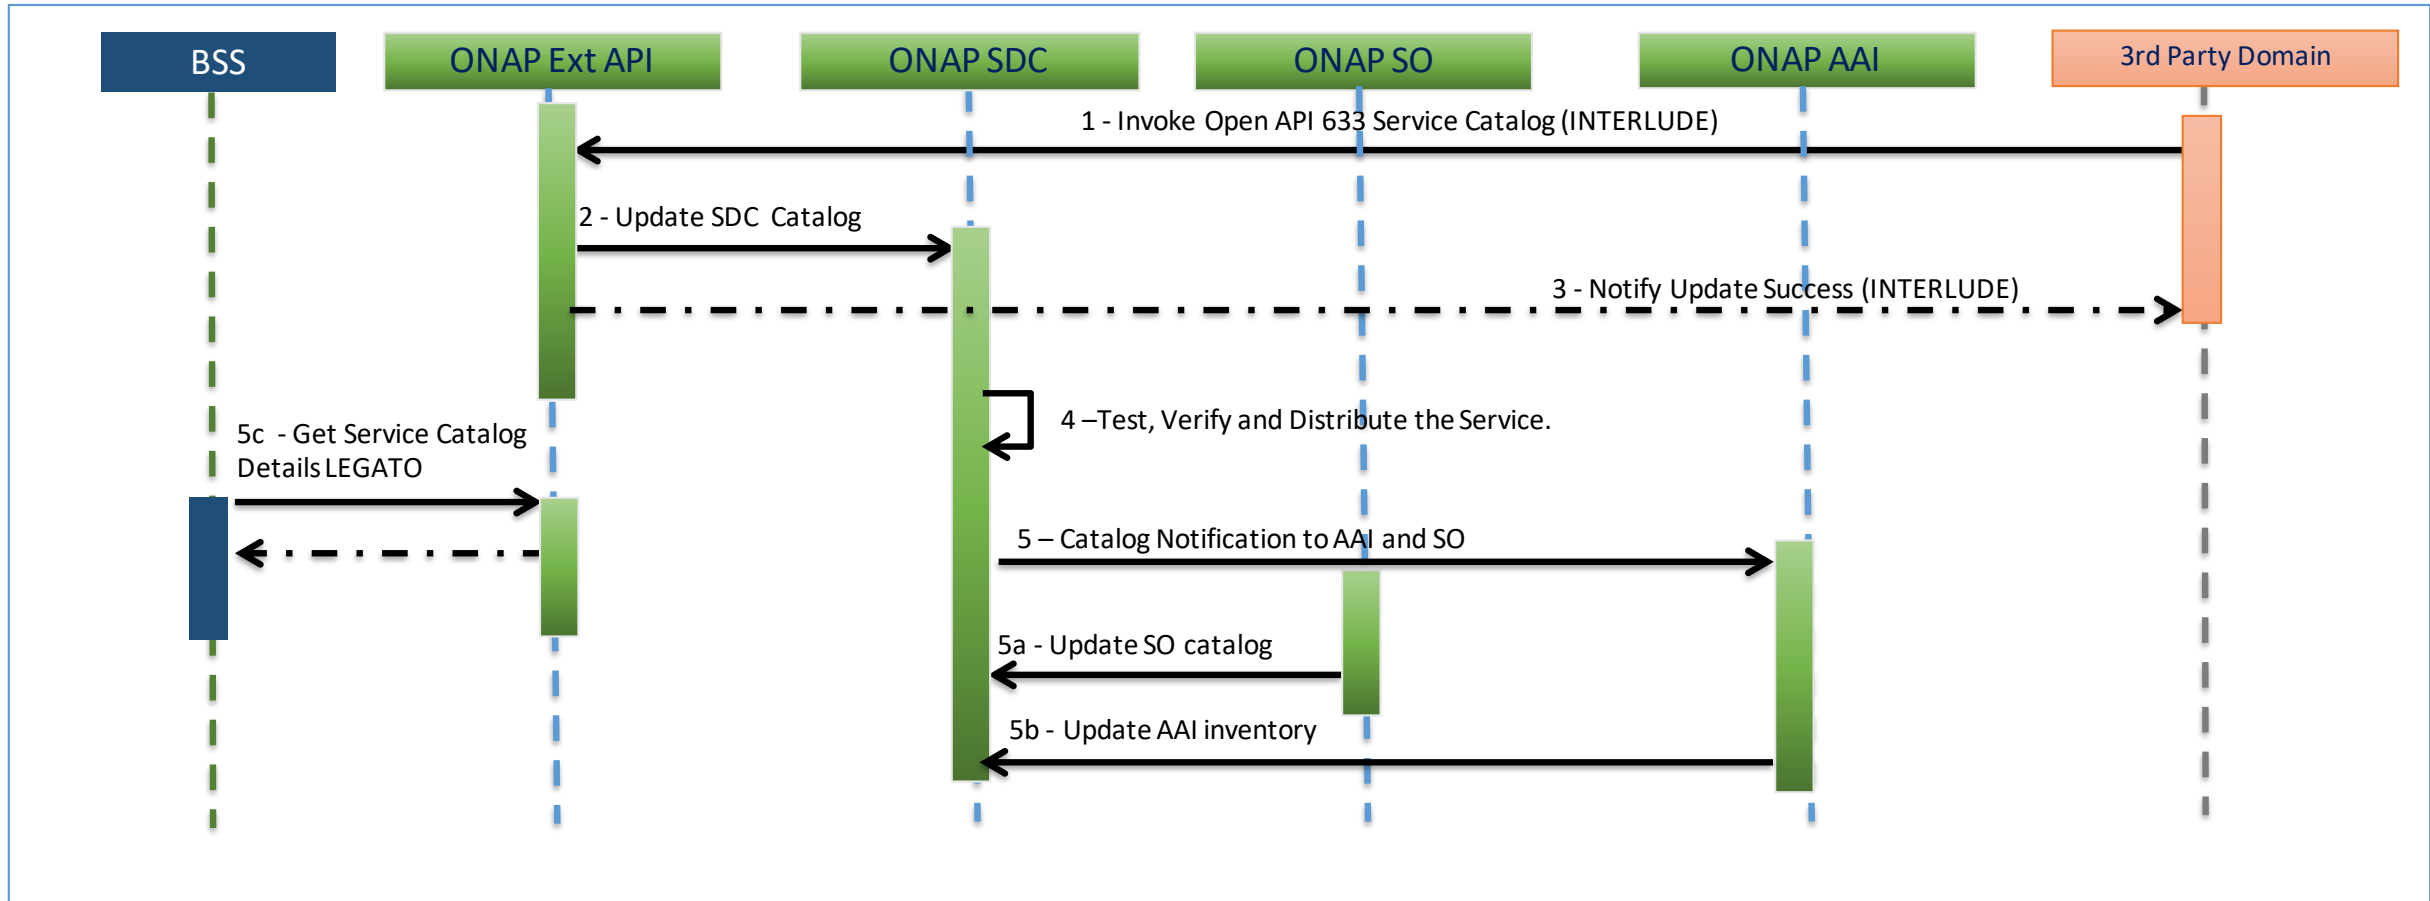 BSS
ONAP Ext API
ONAP SDC
ONAP SO
ONAP AAI
3rd Party Domain
1 - Invoke Open API 633 Service Catalog (INTERLUDE)
2 - Update SDC Catalog
3 - Notify Update Success (INTERLUDE)
4 –Test, Verify and Distribute the Service.
5c - Get Service Catalog
Details LEGATO
5 – Catalog Notification to AAI and SO
5a - Update SO catalog
5b - Update AAI inventory